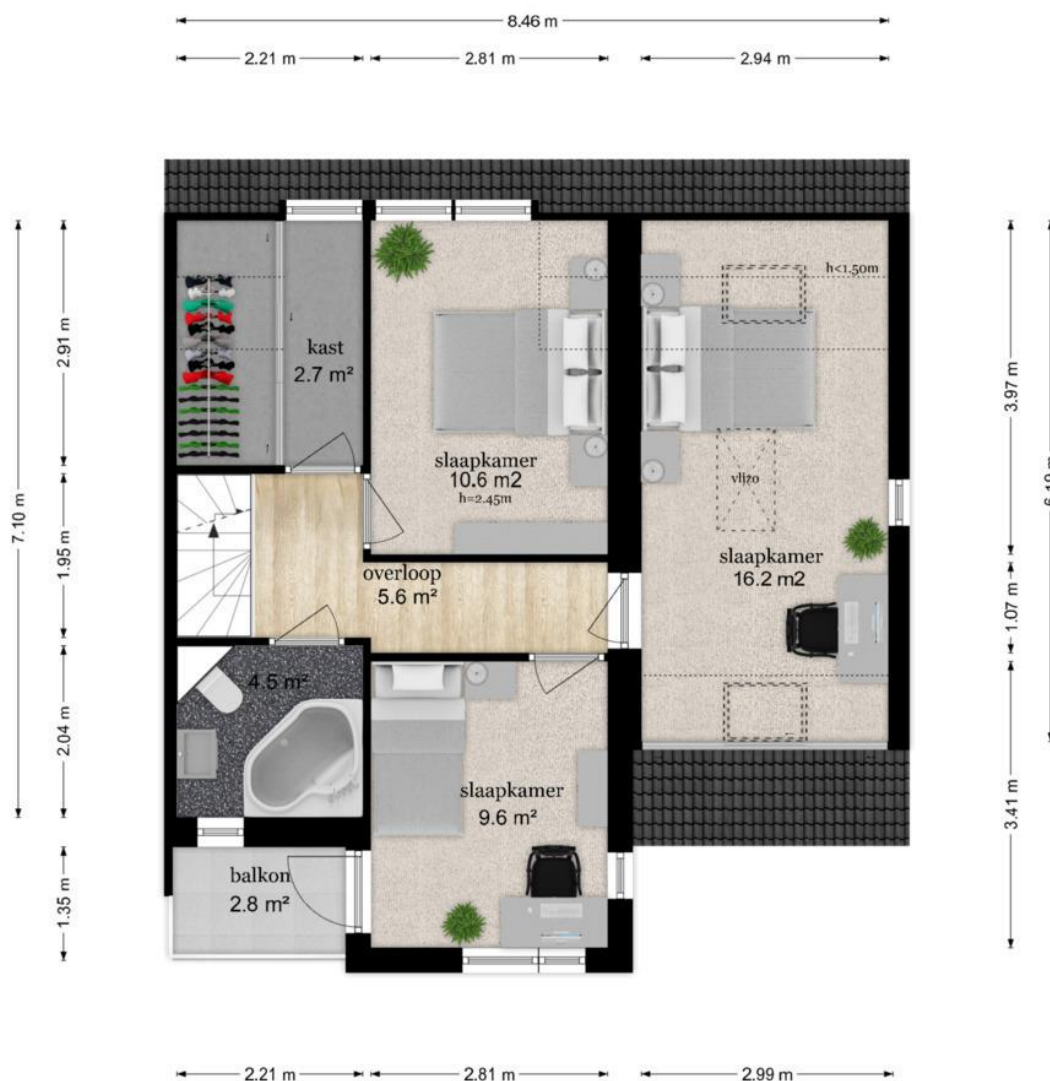 8.46 m
2.21 m
2.81 m
2.94 m
h<1.50m
2.91 m
kast
2.7 m²
3.97 m
slaapkamer
10.6 m2
h=2.45m
vlizo
7.10 m
1.95 m
slaapkamer
16.2 m2
overloop
5.6 m²
1.07 m
4.5 m²
2.04 m
slaapkamer
9.6 m²
3.41 m
balkon
2.8 m²
1.35 m
2.21 m
2.81 m
2.99 m